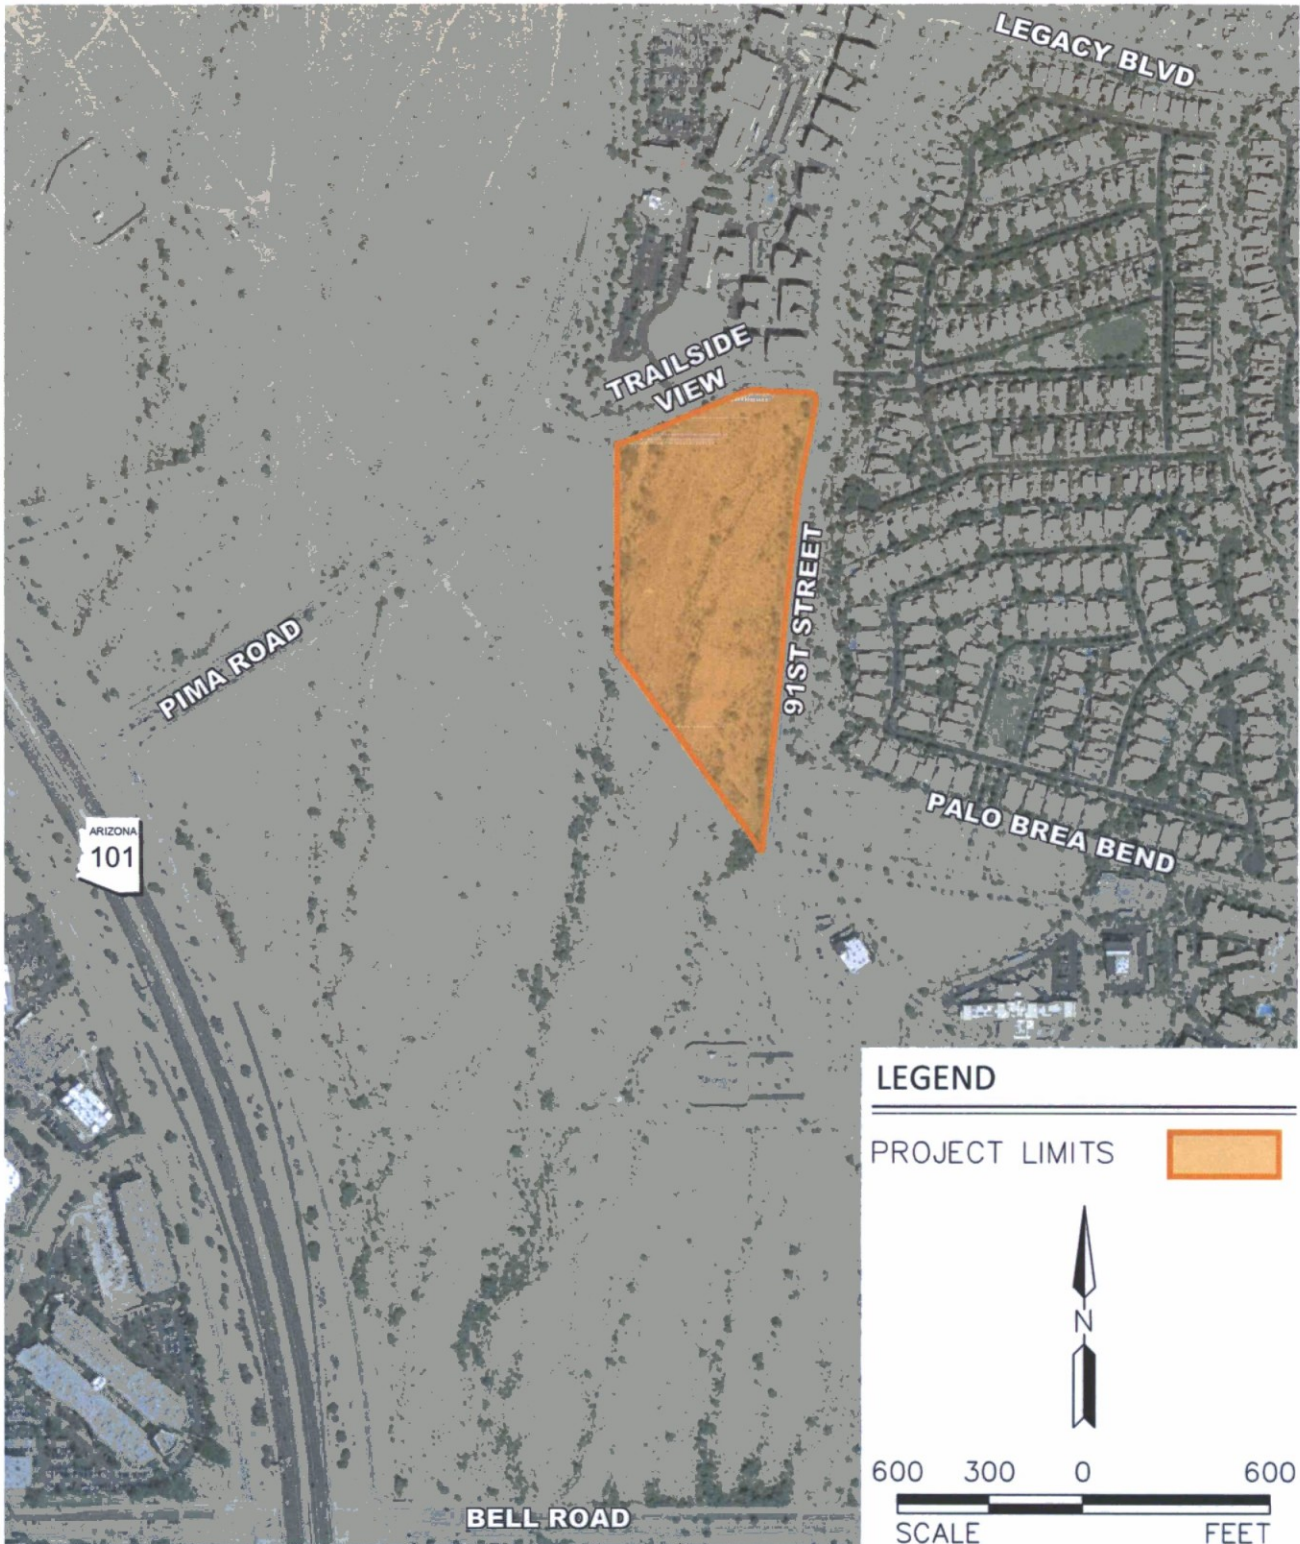 LEGACY BLVD
TRAILSIDE
VIEW
91ST STREET
PIMA ROAD
PALO BREA BEND
ARIZONA
101
BELL ROAD
LEGEND
PROJECT LIMITS
N
600 300 0 600
SCALE FEET